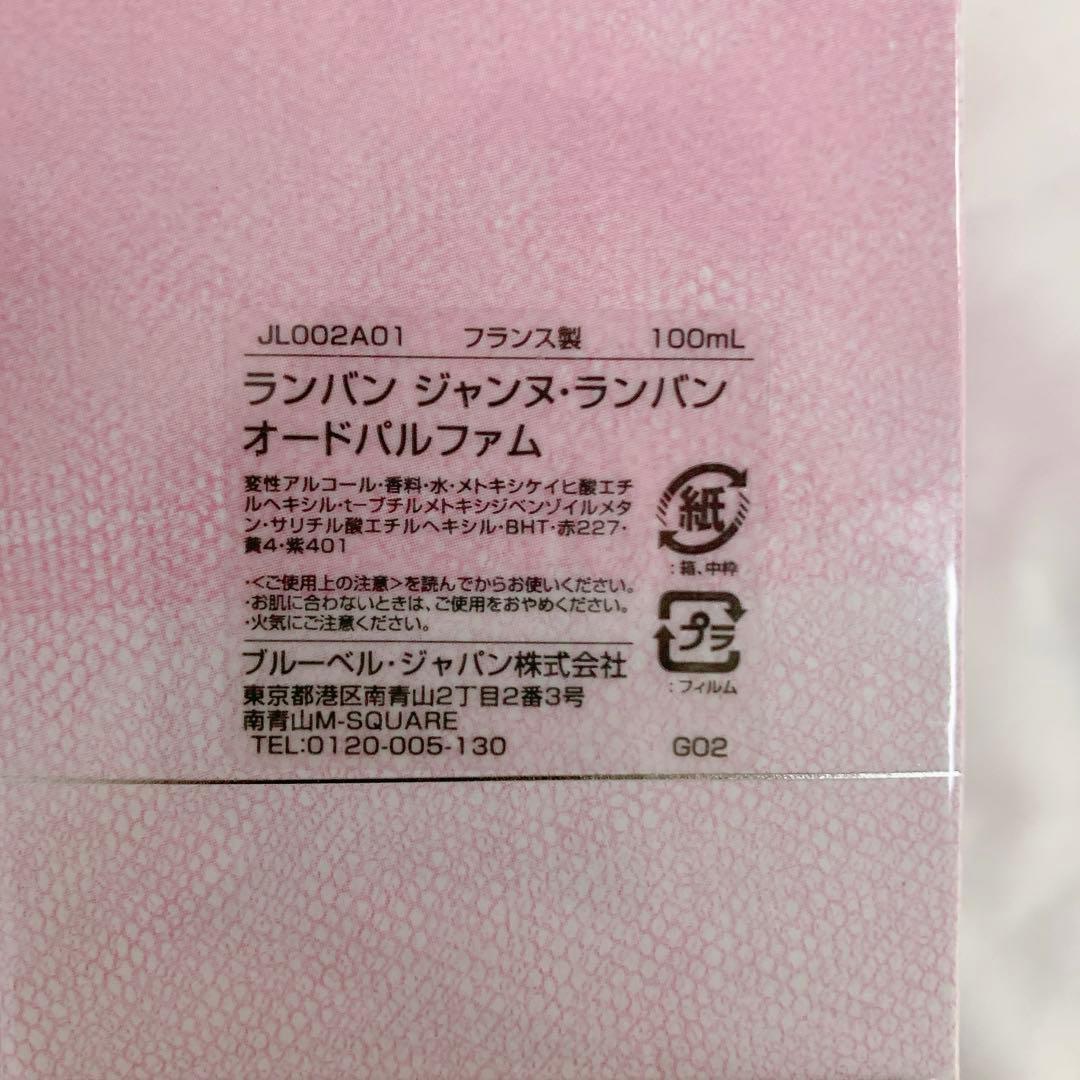 JL002A01 フランス製 100mL
ランバン ジャンヌ・ランバン
オードパルファム
変性アルコール・香料・水・メトキシケイヒ酸エチ
ルヘキシル・t-ブチルメトキシジベンゾイルメタ
ン・サリチル酸エチルヘキシル・BHT・赤227・
黄4・紫401
紙
:箱、中枠
・<ご使用上の注意>を読んでからお使いください。
・お肌に合わないときは、ご使用をおやめください。
・火気にご注意ください。
プラ
:フィルム
ブルーベル・ジャパン株式会社
東京都港区南青山2丁目2番3号
南青山M-SQUARE
TEL:0120-005-130 G02